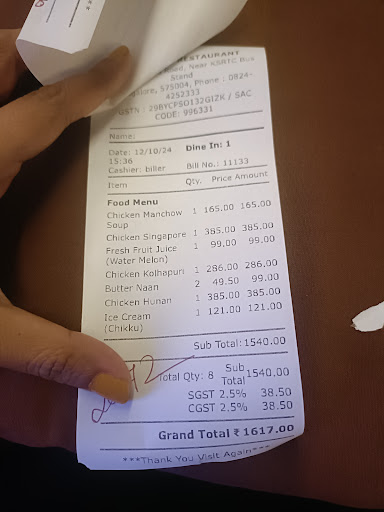 RESTAURANT
Road, Near KSRTC Bus
Stand
575004, Phone : 0824-
4252333
GSTN : 29BYCPS0132G1ZK / SAC
CODE: 996331
Name:
Date: 12/10/24 Dine In: 1
15:36
Cashier: biller Bill No.: 11133
Item Qty. Price Amount
Food Menu
Chicken Manchow 1 165.00 165.00
Soup
Chicken Singapore 1 385.00 385.00
Fresh Fruit Juice 1 99.00 99.00
(Water Melon)
Chicken Kolhapuri 1 286.00 286.00
Butter Naan 2 49.50 99.00
Chicken Hunan 1 385.00 385.00
Ice Cream 1 121.00 121.00
(Chikku)
Sub Total: 1540.00
Total Qty: 8 Sub 1540.00
Total
SGST 2.5% 38.50
CGST 2.5% 38.50
Grand Total ₹ 1617.00
***Thank You Visit Again***